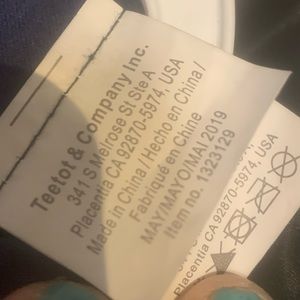 Teetot & Company Inc.
341 S Melrose St Ste A
Placentia CA 92870-5974, USA
Made in China / Hecho en China /
Fabriqué en Chine
MAY/MAYO/MAI 2019
Item no. 1323129
Placentia CA 92870-5974, USA